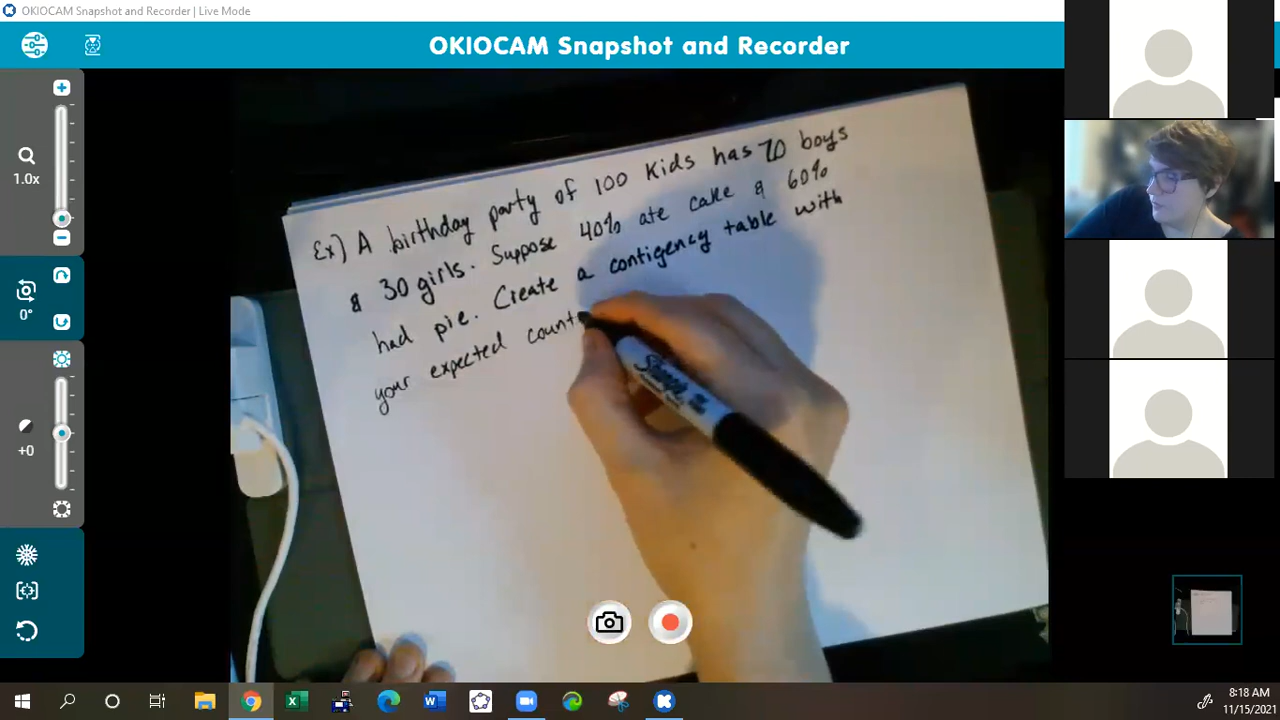 OKIOCAM Snapshot and Recorder | Live Mode
OKIOCAM Snapshot and Recorder
1.0x
0°
+0
Ex) A birthday party of 100 Kids has 70 boys
& 30 girls. Suppose 40% ate cake & 60%
had pie. Create a contigency table with
your expected count
Sharpie
8:18 AM
11/15/2021